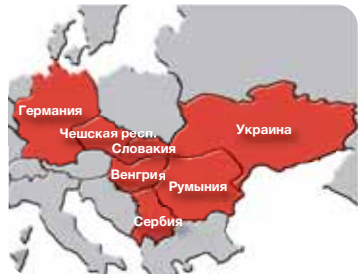 Германия
Чешская респ.
Словакия
Украина
Венгрия
Румыния
Сербия